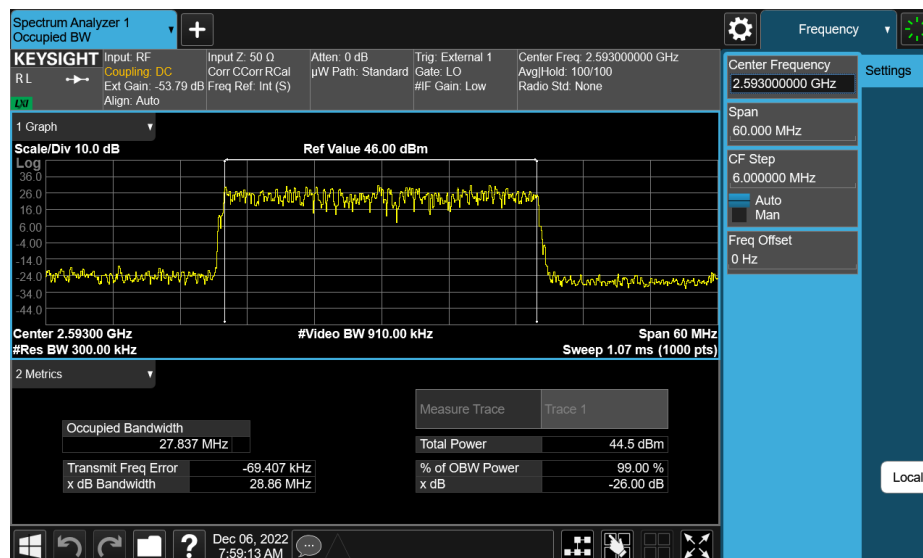 Spectrum Analyzer 1
Occupied BW
Frequency
KEYSIGHT
R L
LXI
Input: RF
Coupling: DC
Ext Gain: -53.79 dB
Align: Auto
Input Z: 50 Ω
Corr CCorr RCal
Freq Ref: Int (S)
Atten: 0 dB
µW Path: Standard
Trig: External 1
Gate: LO
#IF Gain: Low
Center Freq: 2.593000000 GHz
Avg|Hold: 100/100
Radio Std: None
Center Frequency
2.593000000 GHz
Settings
Span
60.000 MHz
CF Step
6.000000 MHz
Auto
Man
Freq Offset
0 Hz
Local
1 Graph
Scale/Div 10.0 dB
Ref Value 46.00 dBm
Log
36.0
26.0
16.0
6.00
-4.00
-14.0
-24.0
-34.0
-44.0
Center 2.59300 GHz
#Video BW 910.00 kHz
Span 60 MHz
#Res BW 300.00 kHz
Sweep 1.07 ms (1000 pts)
2 Metrics
Measure Trace
Trace 1
Occupied Bandwidth
27.837 MHz
Total Power
44.5 dBm
Transmit Freq Error
-69.407 kHz
% of OBW Power
99.00 %
x dB Bandwidth
28.86 MHz
x dB
-26.00 dB
Dec 06, 2022
7:59:13 AM